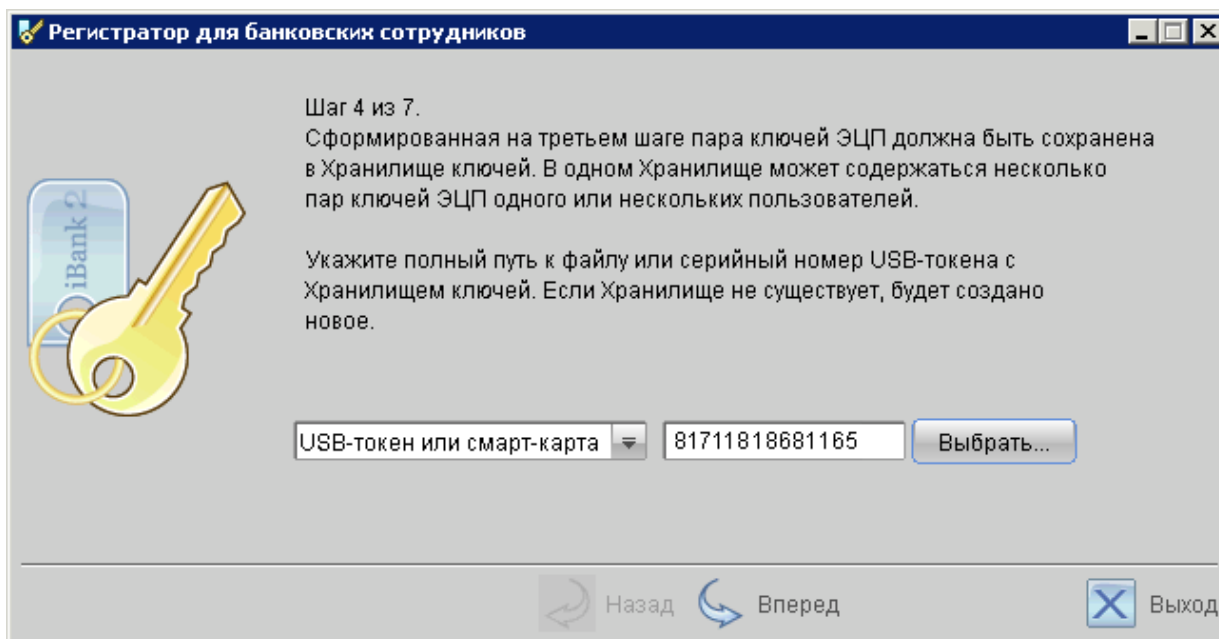 Регистратор для банковских сотрудников
Шаг 4 из 7.
Сформированная на третьем шаге пара ключей ЭЦП должна быть сохранена
в Хранилище ключей. В одном Хранилище может содержаться несколько
пар ключей ЭЦП одного или нескольких пользователей.
iBank 2
Укажите полный путь к файлу или серийный номер USB-токена с
Хранилищем ключей. Если Хранилище не существует, будет создано
новое.
USB-токен или смарт-карта 81711818681165 Выбрать...
Назад Вперед Выход